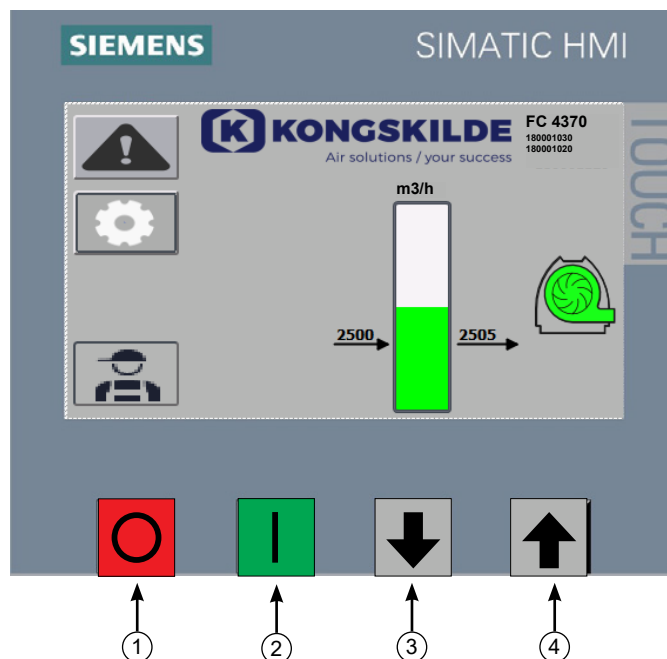 SIEMENS
SIMATIC HMI
TOUCH
K KONGSKILDE
Air solutions / your success
FC 4370
180001030
180001020
m3/h
2500
2505
1
2
3
4